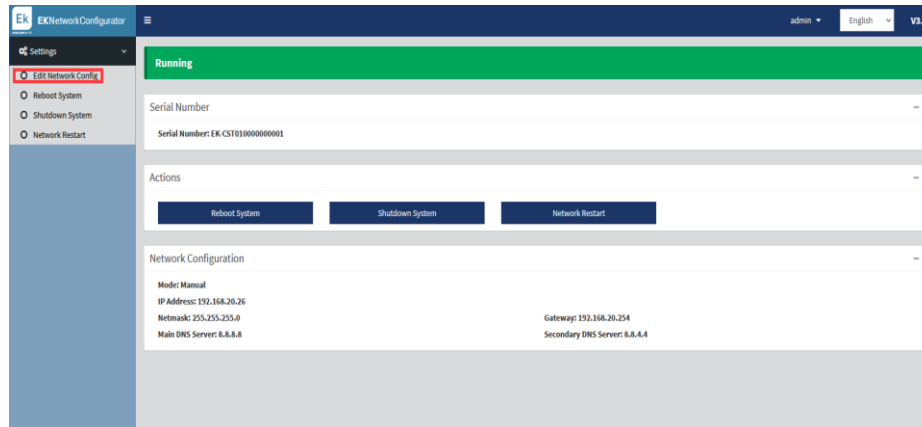 Ek EKNetworkConfigurator
admin
English
V3.
Settings
Edit Network Config
Reboot System
Shutdown System
Network Restart
Running
Serial Number
Serial Number: EK-CST010000000001
Actions
Reboot System Shutdown System Network Restart
Network Configuration
Mode: Manual
IP Address: 192.168.20.26
Netmask: 255.255.255.0 Gateway: 192.168.20.254
Main DNS Server: 8.8.8.8 Secondary DNS Server: 8.8.4.4